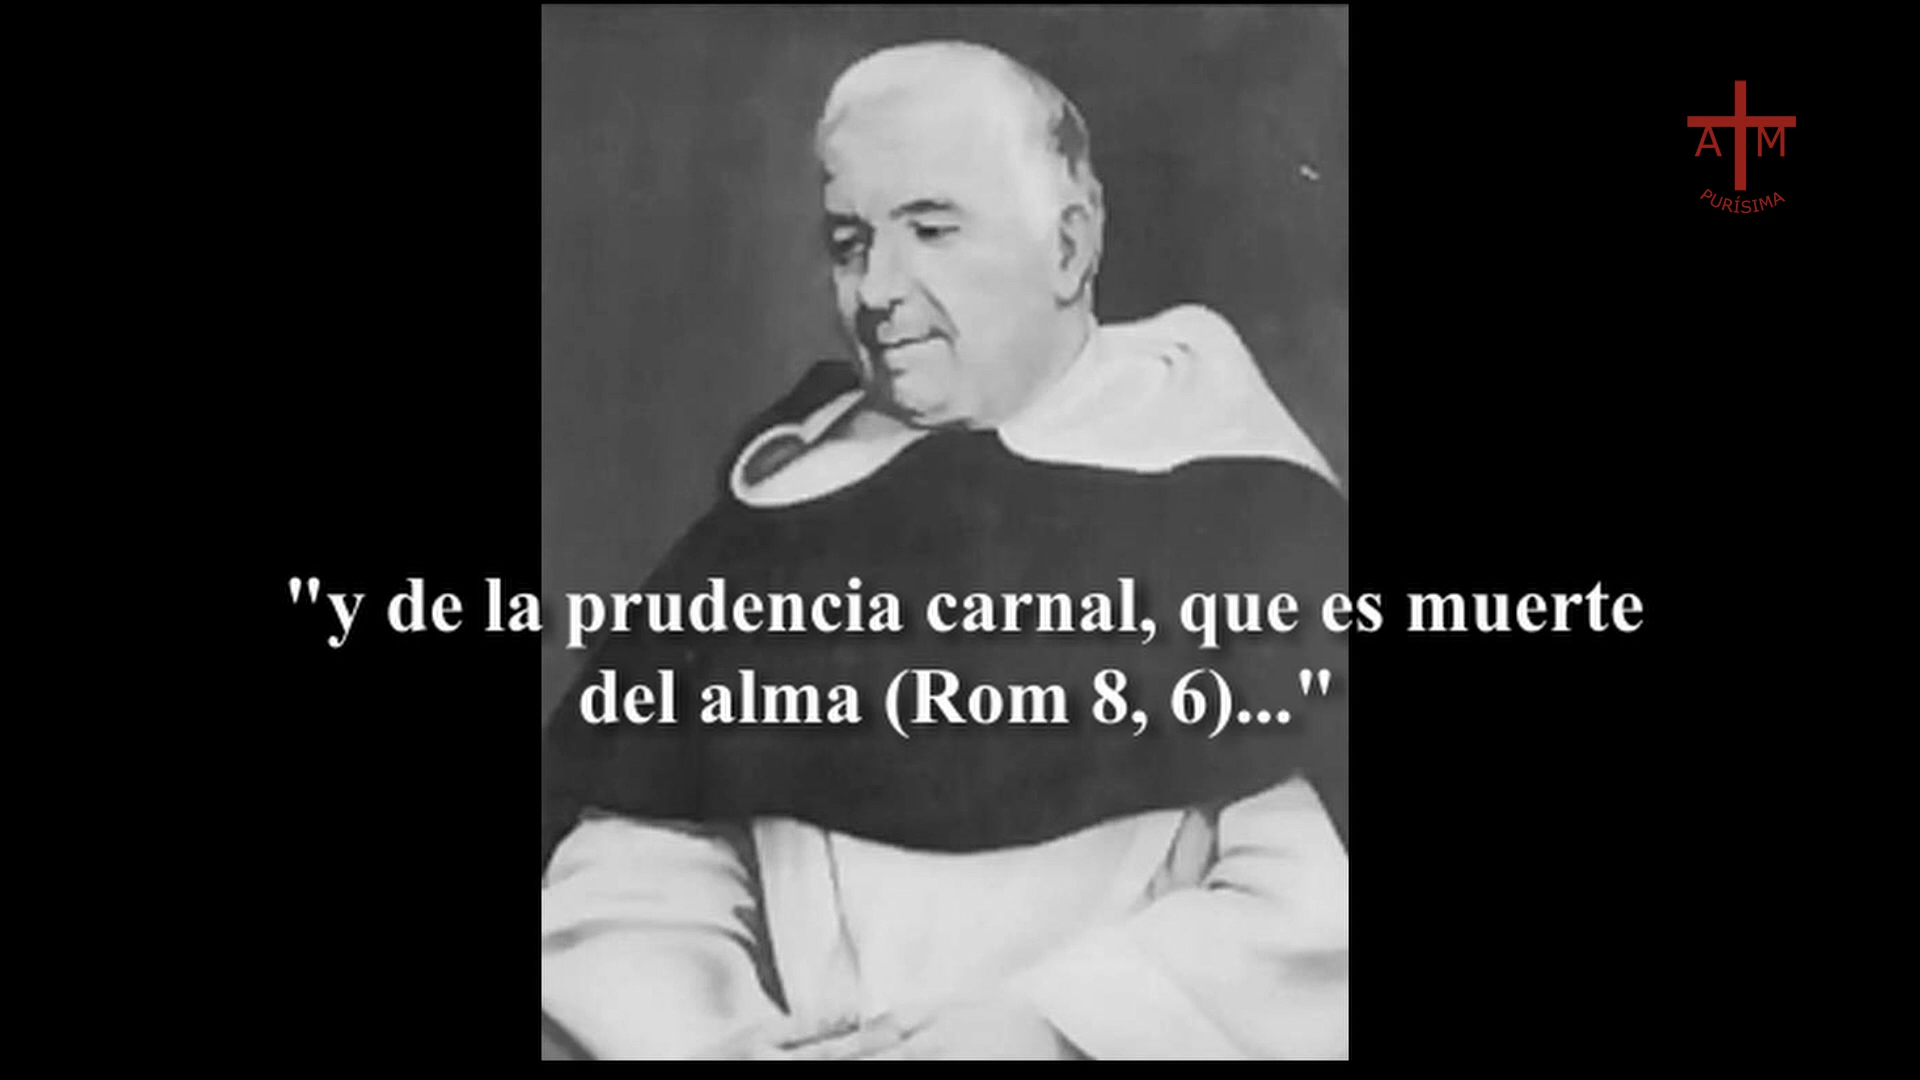 A M
PURÍSIMA
"y de la prudencia carnal, que es muerte
del alma (Rom 8, 6)..."